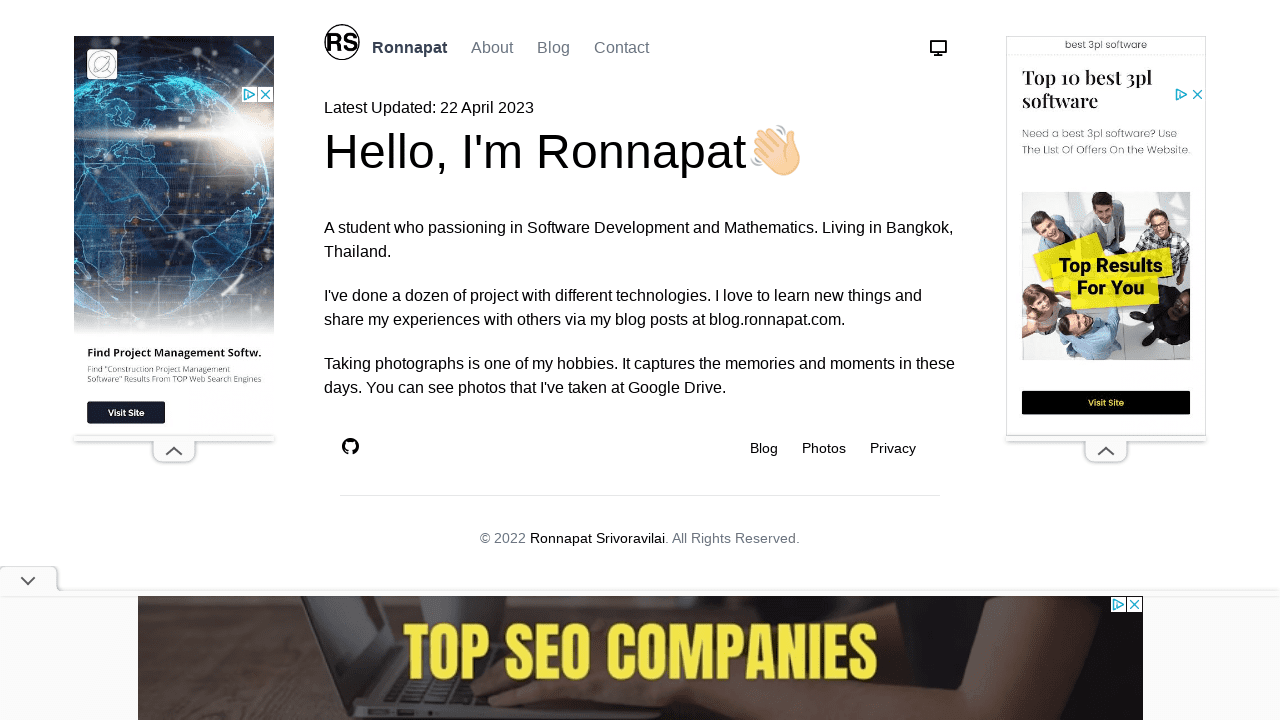 RS
Ronnapat About Blog Contact
Latest Updated: 22 April 2023
Hello, I'm Ronnapat👋🏼
A student who passioning in Software Development and Mathematics. Living in Bangkok,
Thailand.
I've done a dozen of project with different technologies. I love to learn new things and
share my experiences with others via my blog posts at blog.ronnapat.com.
Taking photographs is one of my hobbies. It captures the memories and moments in these
days. You can see photos that I've taken at Google Drive.
Blog Photos Privacy
© 2022 Ronnapat Srivoravilai. All Rights Reserved.
Find Project Management Softw.
Find "Construction Project Management
Software" Results From TOP Web Search Engines
Visit Site
best 3pl software
Top 10 best 3pl
software
Need a best 3pl software? Use
The List Of Offers On the Website.
Top Results
For You
Visit Site
TOP SEO COMPANIES